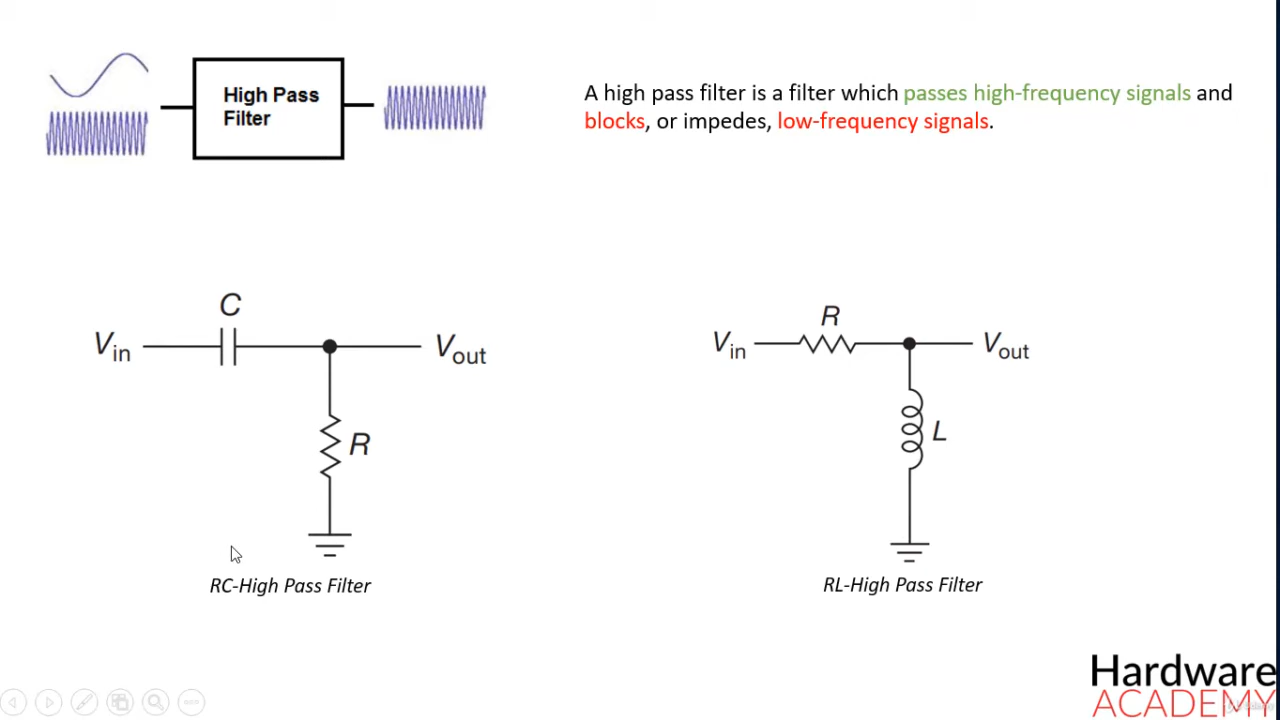 High Pass
Filter
A high pass filter is a filter which passes high-frequency signals and
blocks, or impedes, low-frequency signals.
C
Vin
Vout
R
RC-High Pass Filter
R
Vin
Vout
L
RL-High Pass Filter
Hardware
ACADEMY